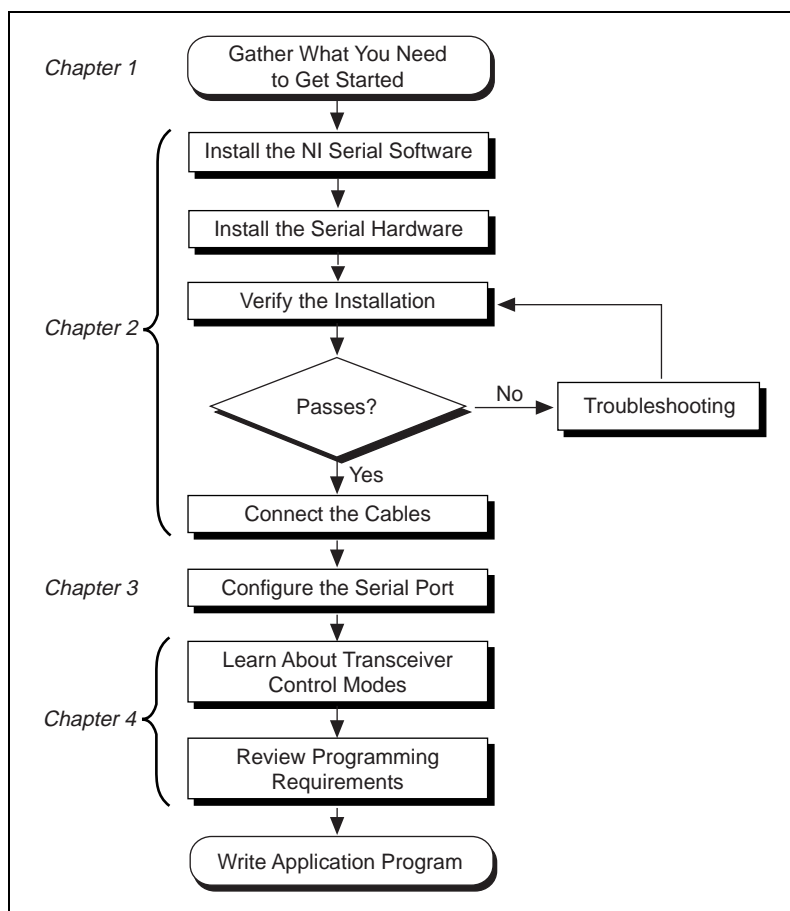 Chapter 1
Gather What You Need
to Get Started
Install the NI Serial Software
Install the Serial Hardware
Verify the Installation
Chapter 2
Passes?
No
Troubleshooting
Yes
Connect the Cables
Chapter 3
Configure the Serial Port
Learn About Transceiver
Control Modes
Chapter 4
Review Programming
Requirements
Write Application Program